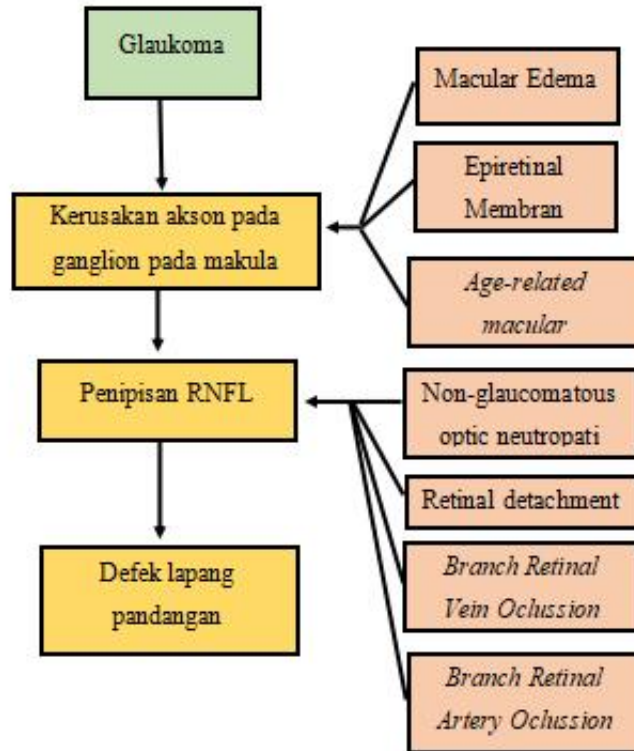 Glaukoma
Kerusakan akson pada
ganglion pada makula
Penipisan RNFL
Defek lapang
pandangan
Macular Edema
Epiretinal
Membran
Age-related
macular
Non-glaucomatous
optic neutropati
Retinal detachment
Branch Retinal
Vein Oclussion
Branch Retinal
Artery Oclussion